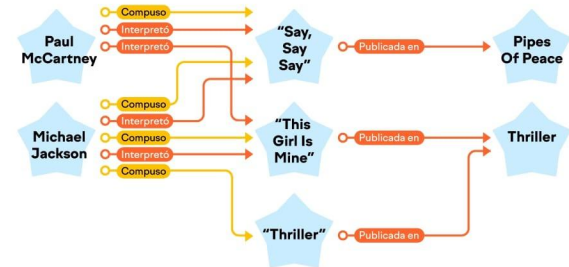 Paul
McCartney
Compuso
Interpretó
Interpretó
“Say,
Say
Say”
Publicada en
Pipes
Of Peace
Michael
Jackson
Compuso
Interpretó
Compuso
Interpretó
Compuso
“This
Girl Is
Mine”
Publicada en
Thriller
“Thriller”
Publicada en